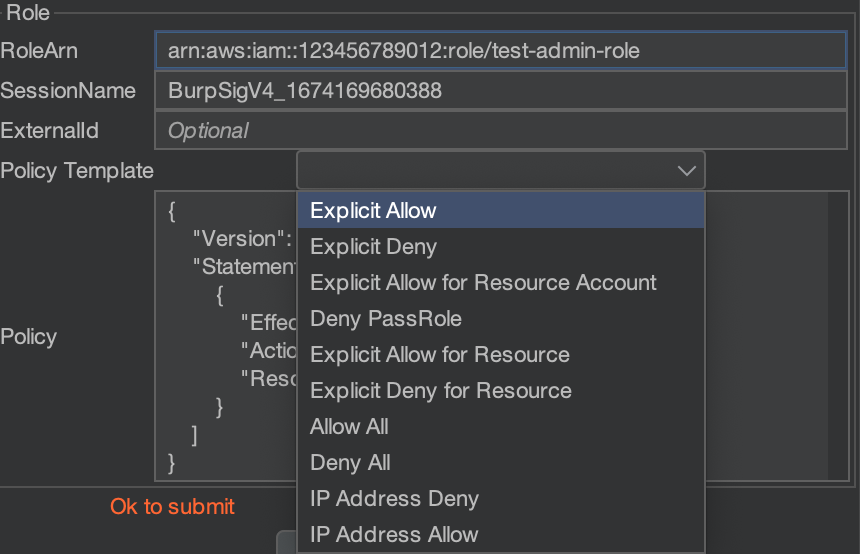 Role
RoleArn arn:aws:iam::123456789012:role/test-admin-role
SessionName BurpSigV4_1674169680388
ExternalId Optional
Policy Template
Policy
{
"Version":
"Statement
{
"Effec
"Actio
"Reso
}
]
}
Explicit Allow
Explicit Deny
Explicit Allow for Resource Account
Deny PassRole
Explicit Allow for Resource
Explicit Deny for Resource
Allow All
Deny All
IP Address Deny
IP Address Allow
Ok to submit